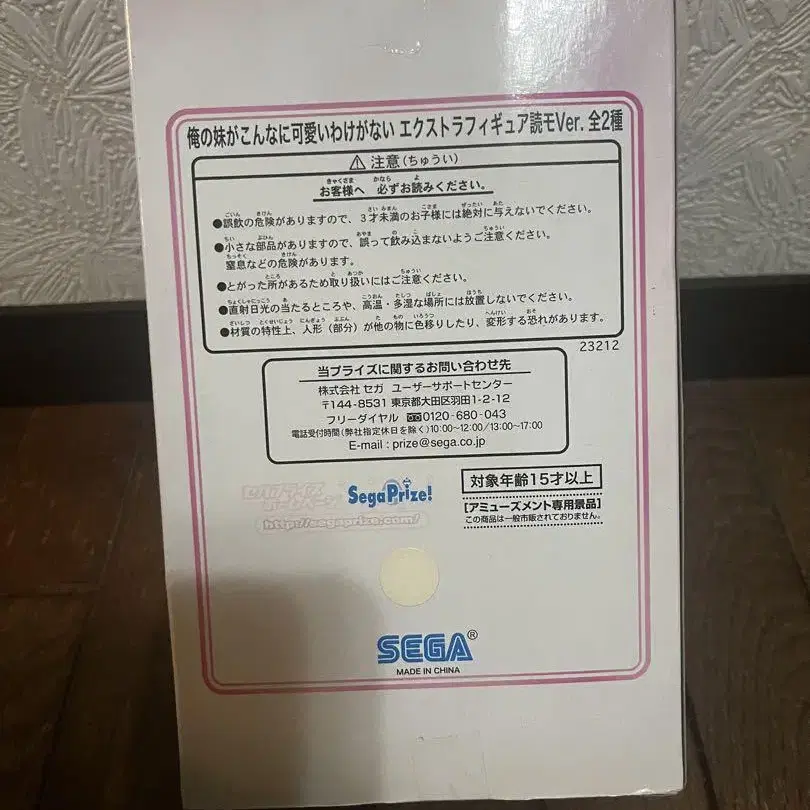 俺の妹がこんなに可愛いわけがない エクストラフィギュア読モVer. 全2種
⚠ 注意(ちゅうい)
お客様へ 必ずお読みください。
●誤飲の危険がありますので、3才未満のお子様には絶対に与えないでください。
●小さな部品がありますので、誤って飲み込まないようご注意ください。
窒息などの危険があります。
●とがった所があるため取り扱いにはご注意ください。
●直射日光の当たるところや、高温・多湿な場所には放置しないでください。
●材質の特性上、人形(部分)が他の物に色移りしたり、変形する恐れがあります。
23212
当プライズに関するお問い合わせ先
株式会社 セガ ユーザーサポートセンター
〒144-8531 東京都大田区羽田1-2-12
フリーダイヤル 0120-680-043
電話受付時間(弊社指定休日を除く)10:00~12:00/13:00~17:00
E-mail : prize@sega.co.jp
セガプライズ
ホームページ
SegaPrize!
http://segaprize.com/
対象年齢15才以上
[アミューズメント専用景品]
この商品は一般市販されておりません。
SEGA®
MADE IN CHINA